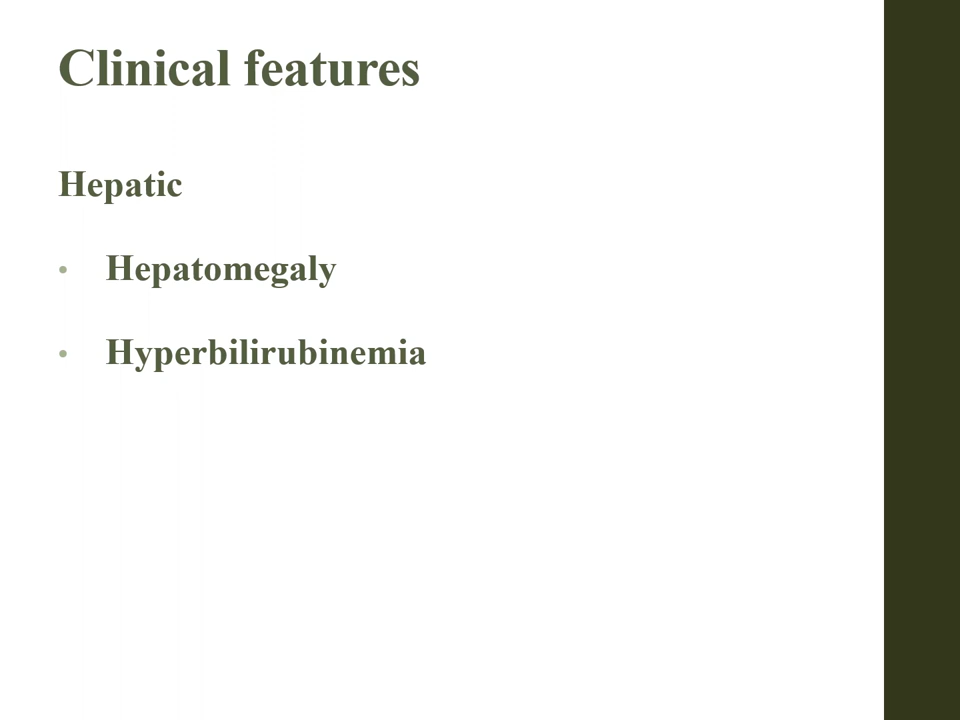 Clinical features
Hepatic
• Hepatomegaly
• Hyperbilirubinemia